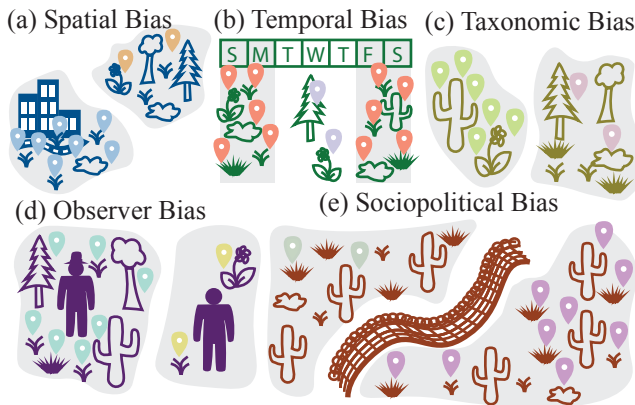 (a) Spatial Bias
(b) Temporal Bias
S M T W T F S
(c) Taxonomic Bias
(d) Observer Bias
(e) Sociopolitical Bias